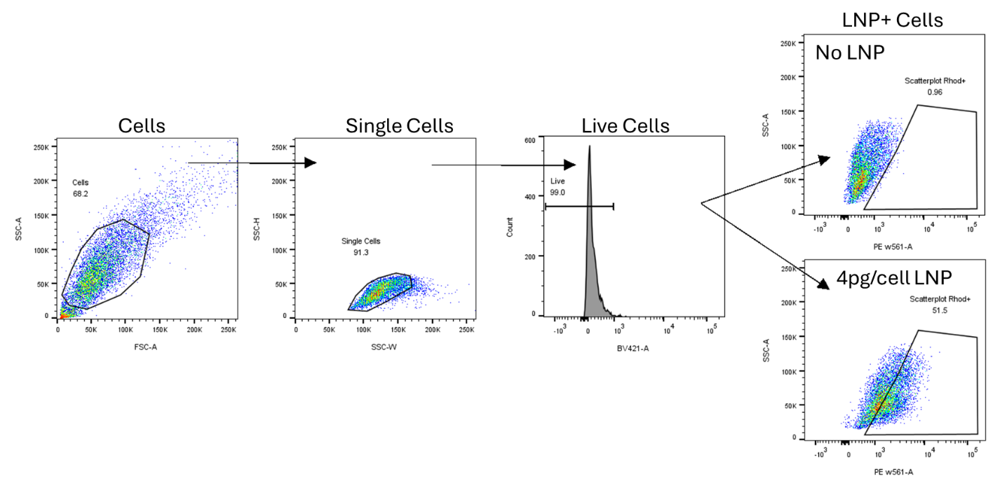 LNP+ Cells
No LNP
Scatterplot Rhod+
0.96
250K
200K
150K
100K
50K
0
SSC-A
-10³
0
10³
10⁴
10⁵
PE w561-A
Cells
250K
200K
150K
100K
50K
0
SSC-A
Cells
68.2
0
50K
100K
150K
200K
250K
FSC-A
Single Cells
250K
200K
150K
100K
50K
0
SSC-H
Single Cells
91.3
0
50K
100K
150K
200K
250K
SSC-W
Live Cells
600
400
200
0
Count
Live
99.0
-10³
0
10³
10⁴
10⁵
BV421-A
4pg/cell LNP
Scatterplot Rhod+
51.5
250K
200K
150K
100K
50K
0
SSC-A
-10³
0
10³
10⁴
10⁵
PE w561-A